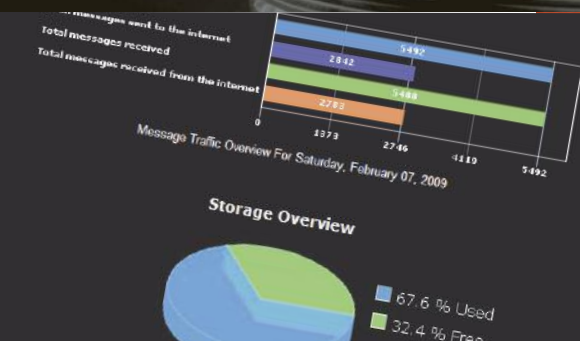 messages sent to the internet
Total messages received
Total messages received from the internet
5492
2842
5488
2783
0
1373
2746
4119
5492
Message Traffic Overview For Saturday, February 07, 2009
Storage Overview
67.6 % Used
32.4 % Free